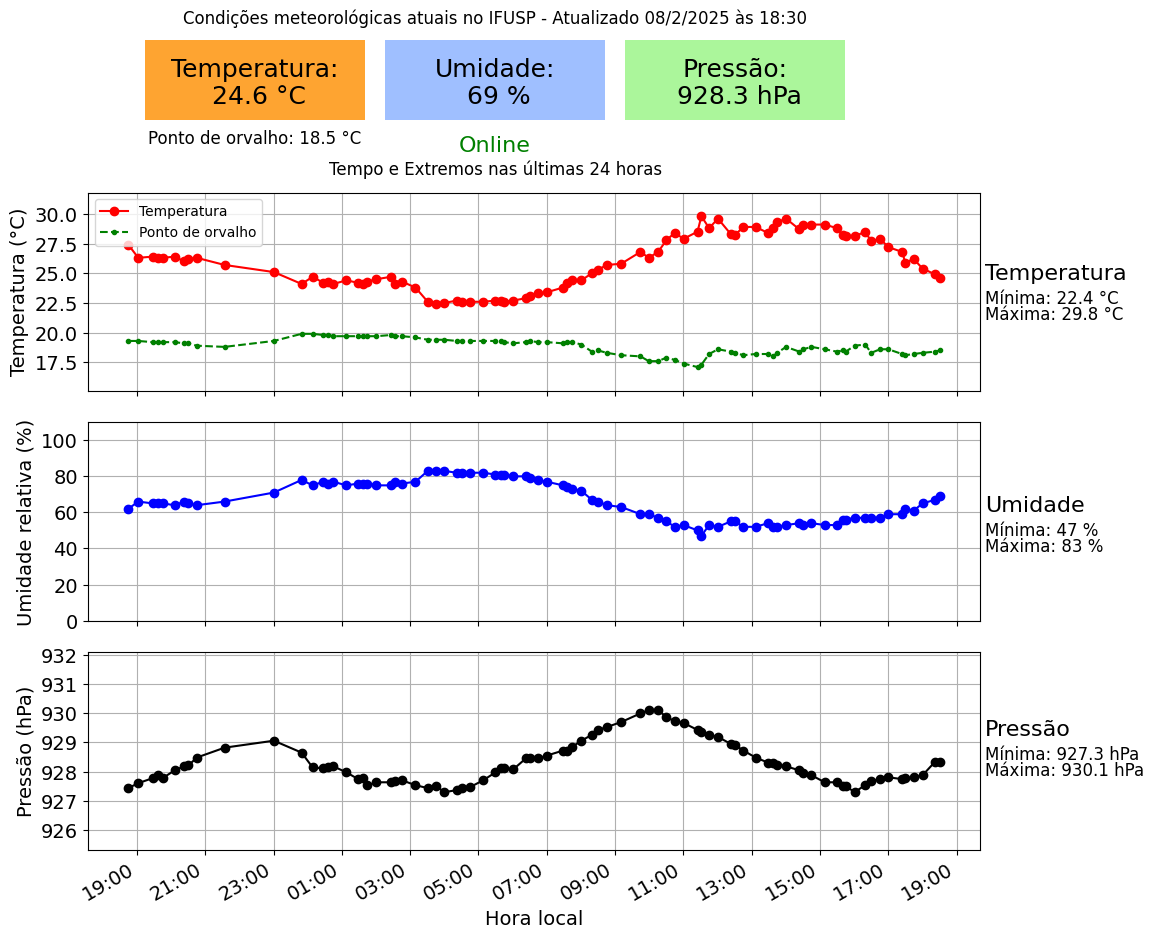 Condições meteorológicas atuais no IFUSP - Atualizado 08/2/2025 às 18:30
Temperatura:
24.6 °C
Umidade:
69 %
Pressão:
928.3 hPa
Ponto de orvalho: 18.5 °C
Online
Tempo e Extremos nas últimas 24 horas
Temperatura (°C)
30.0
27.5
25.0
22.5
20.0
17.5
Temperatura
Ponto de orvalho
Temperatura
Mínima: 22.4 °C
Máxima: 29.8 °C
Umidade relativa (%)
100
80
60
40
20
0
Umidade
Mínima: 47 %
Máxima: 83 %
Pressão (hPa)
932
931
930
929
928
927
926
Pressão
Mínima: 927.3 hPa
Máxima: 930.1 hPa
19:00
21:00
23:00
01:00
03:00
05:00
07:00
09:00
11:00
13:00
15:00
17:00
19:00
Hora local